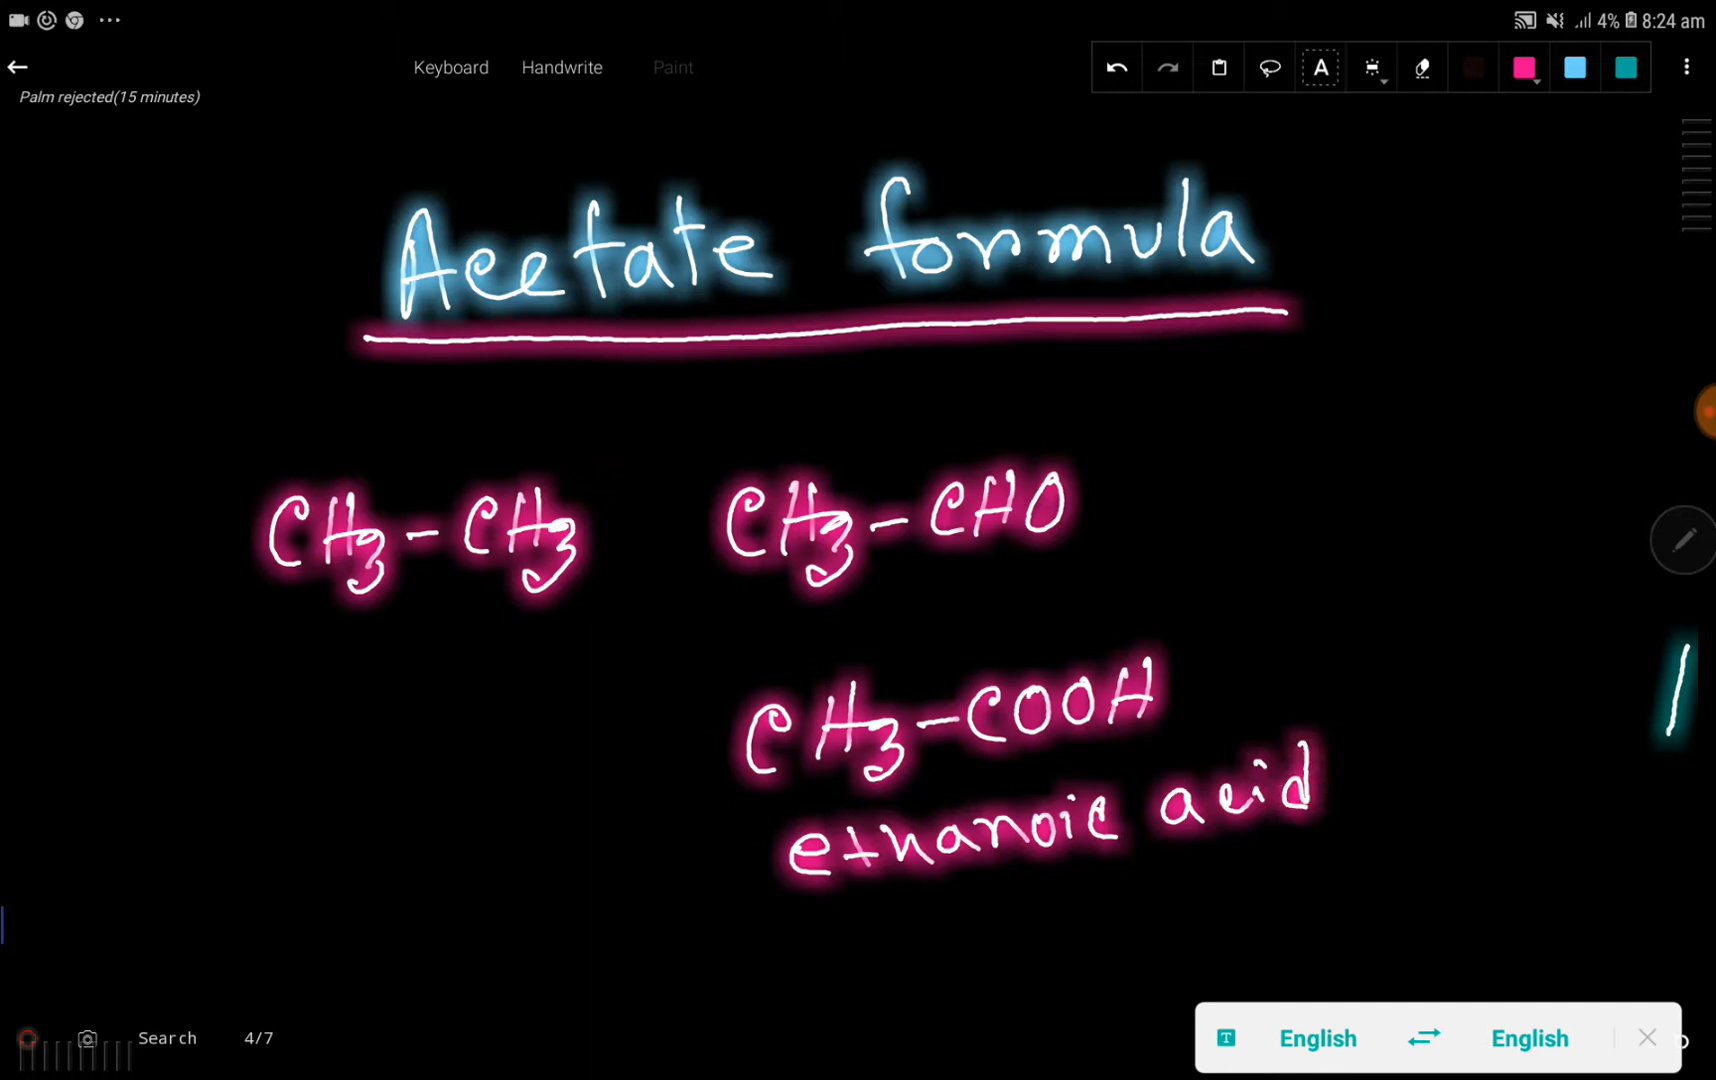 4% 8:24 am
Keyboard Handwrite Paint A
Palm rejected(15 minutes)
Acetate formula
CH3-CH3 CH3-CHO
CH3-COOH
ethanoic acid
Search 4/7
T English English